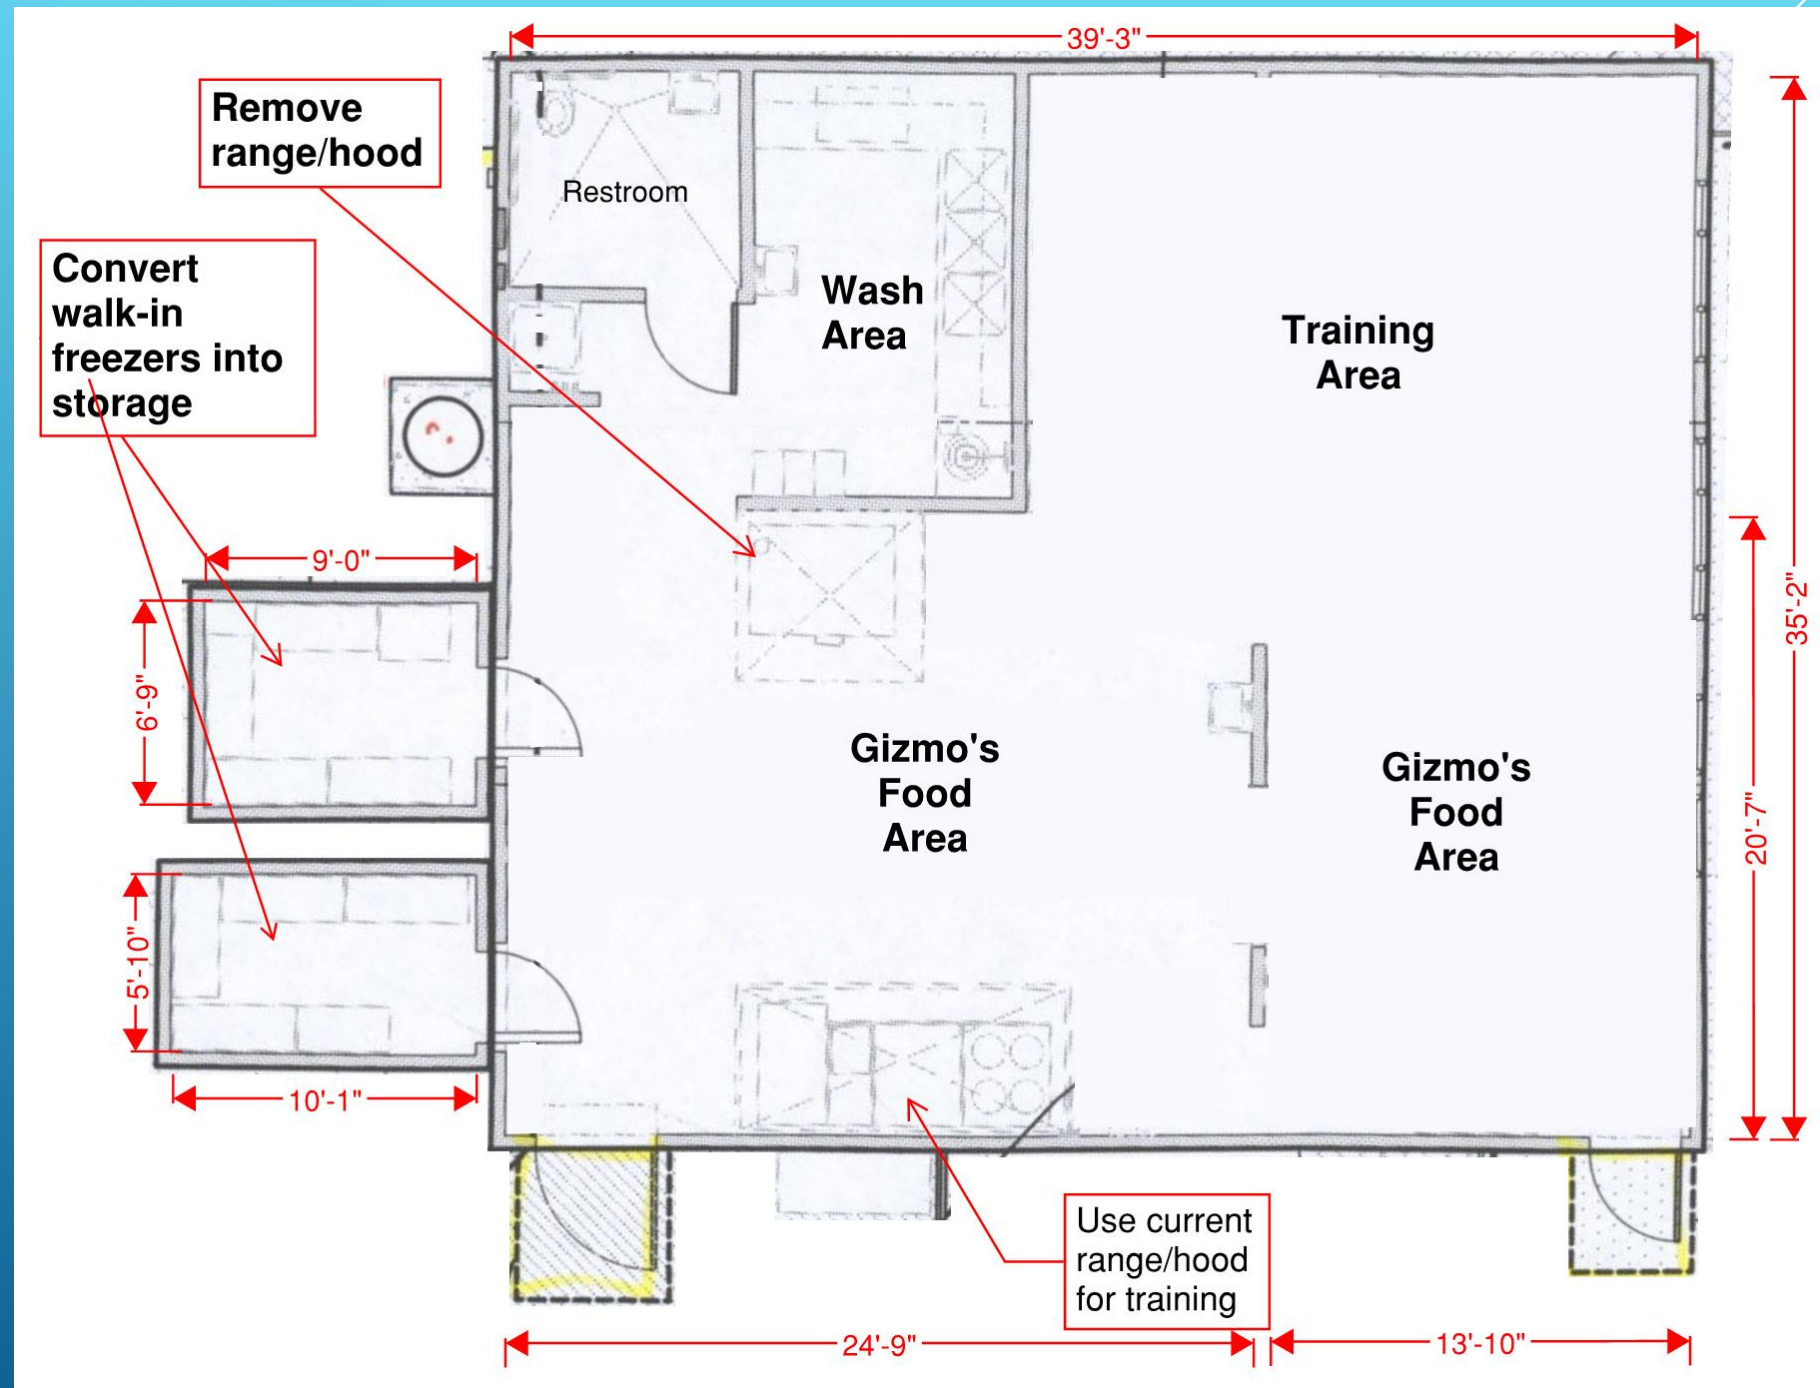 39'-3"
Remove
range/hood
Restroom
Convert
walk-in
freezers into
storage
Wash
Area
Training
Area
9'-0"
35'-2"
6'-9"
Gizmo's
Food
Area
Gizmo's
Food
Area
20'-7"
5'-10"
10'-1"
Use current
range/hood
for training
24'-9"
13'-10"